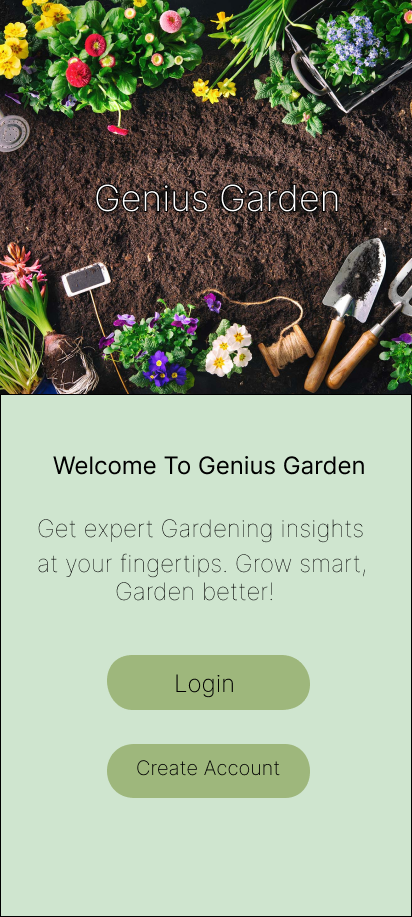 Genius Garden
Welcome To Genius Garden
Get expert Gardening insights
at your fingertips. Grow smart,
Garden better!
Login
Create Account